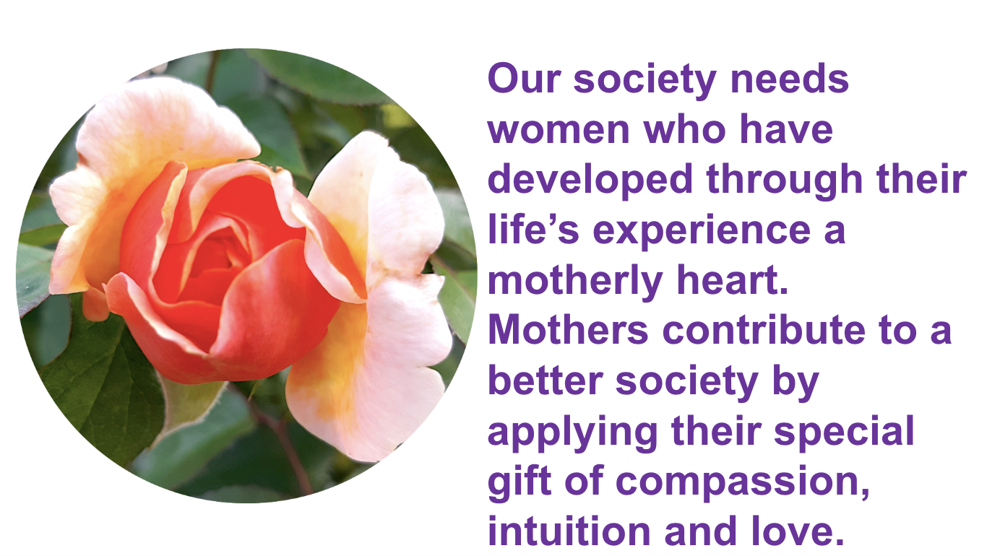 Our society needs
women who have
developed through their
life’s experience a
motherly heart.
Mothers contribute to a
better society by
applying their special
gift of compassion,
intuition and love.